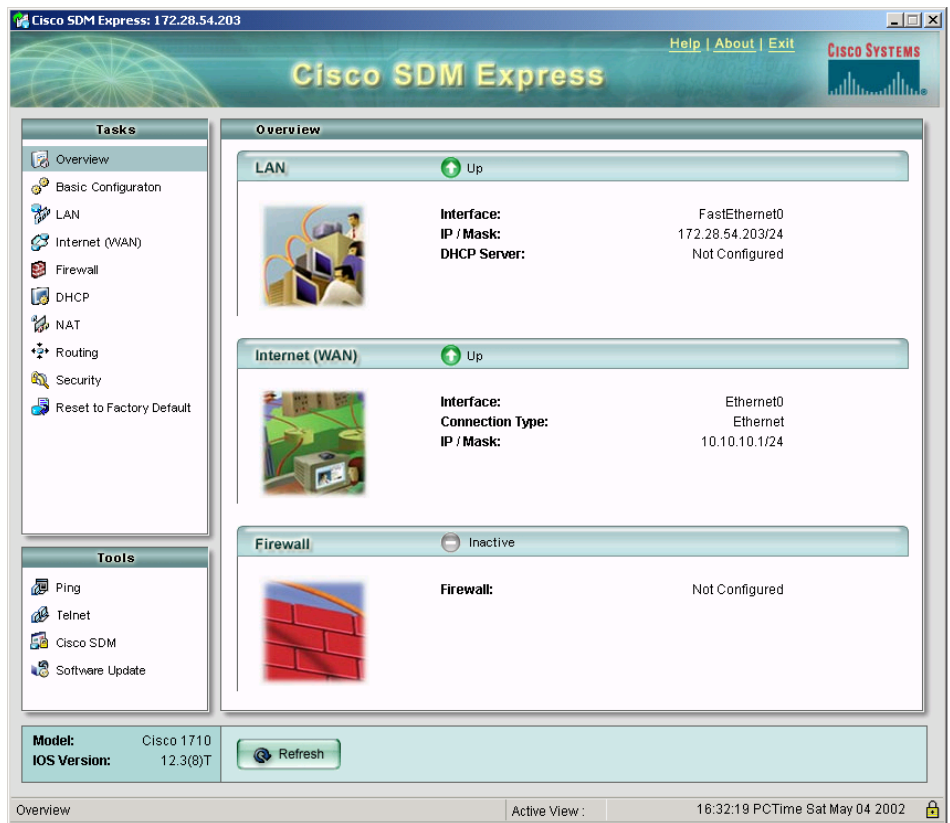 Cisco SDM Express: 172.28.54.203
Help | About | Exit
CISCO SYSTEMS
Cisco SDM Express
Tasks
Overview
Basic Configuraton
LAN
Internet (WAN)
Firewall
DHCP
NAT
Routing
Security
Reset to Factory Default
Tools
Ping
Telnet
Cisco SDM
Software Update
Overview
LAN Up
Interface: FastEthernet0
IP / Mask: 172.28.54.203/24
DHCP Server: Not Configured
Internet (WAN) Up
Interface: Ethernet0
Connection Type: Ethernet
IP / Mask: 10.10.10.1/24
Firewall Inactive
Firewall: Not Configured
Model: Cisco 1710
IOS Version: 12.3(8)T
Refresh
Overview Active View : 16:32:19 PCTime Sat May 04 2002